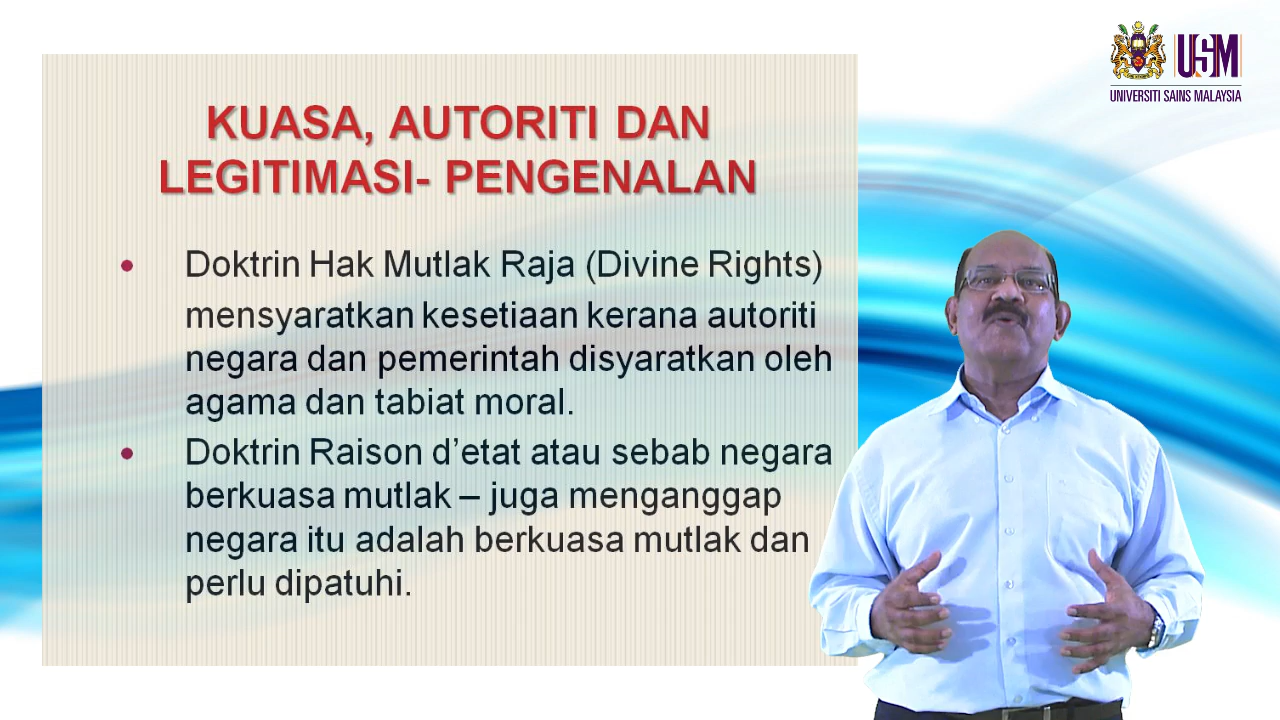 USM
UNIVERSITI SAINS MALAYSIA
KUASA, AUTORITI DAN
LEGITIMASI- PENGENALAN
• Doktrin Hak Mutlak Raja (Divine Rights)
mensyaratkan kesetiaan kerana autoriti
negara dan pemerintah disyaratkan oleh
agama dan tabiat moral.
• Doktrin Raison d’etat atau sebab negara
berkuasa mutlak – juga menganggap
negara itu adalah berkuasa mutlak dan
perlu dipatuhi.